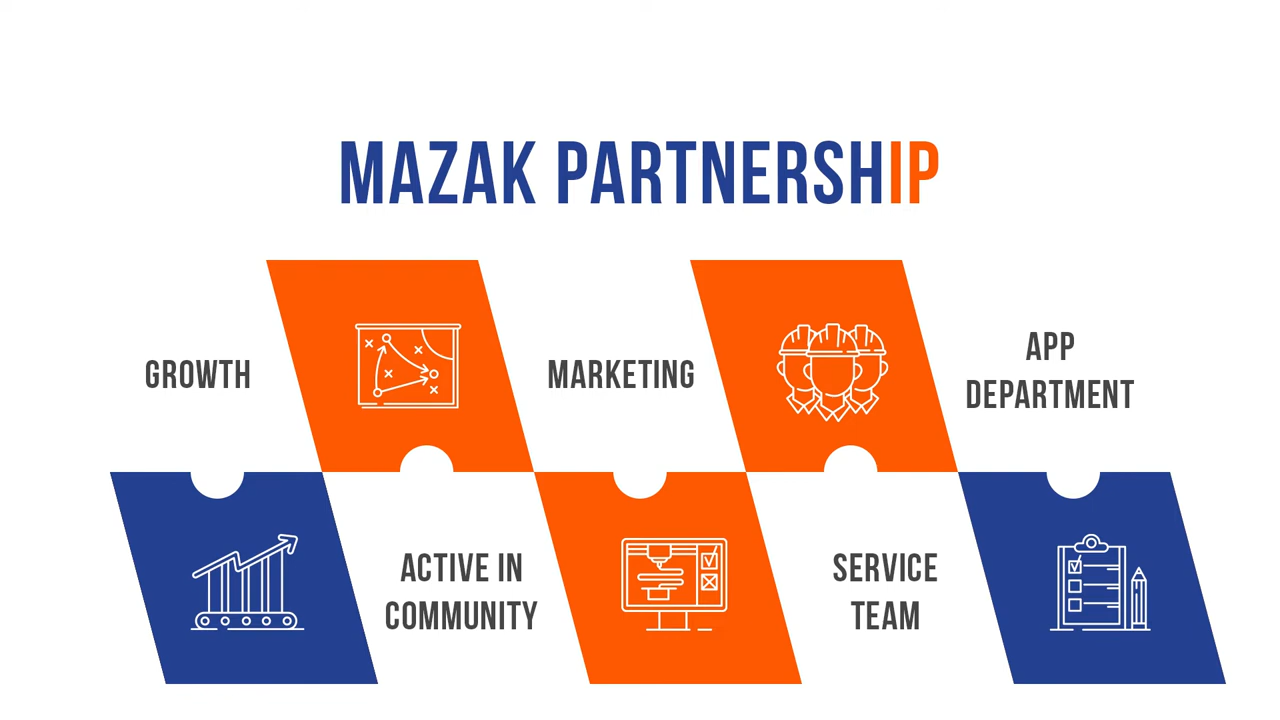 MAZAK PARTNERSHIP
GROWTH
MARKETING
APP
DEPARTMENT
ACTIVE IN
COMMUNITY
SERVICE
TEAM